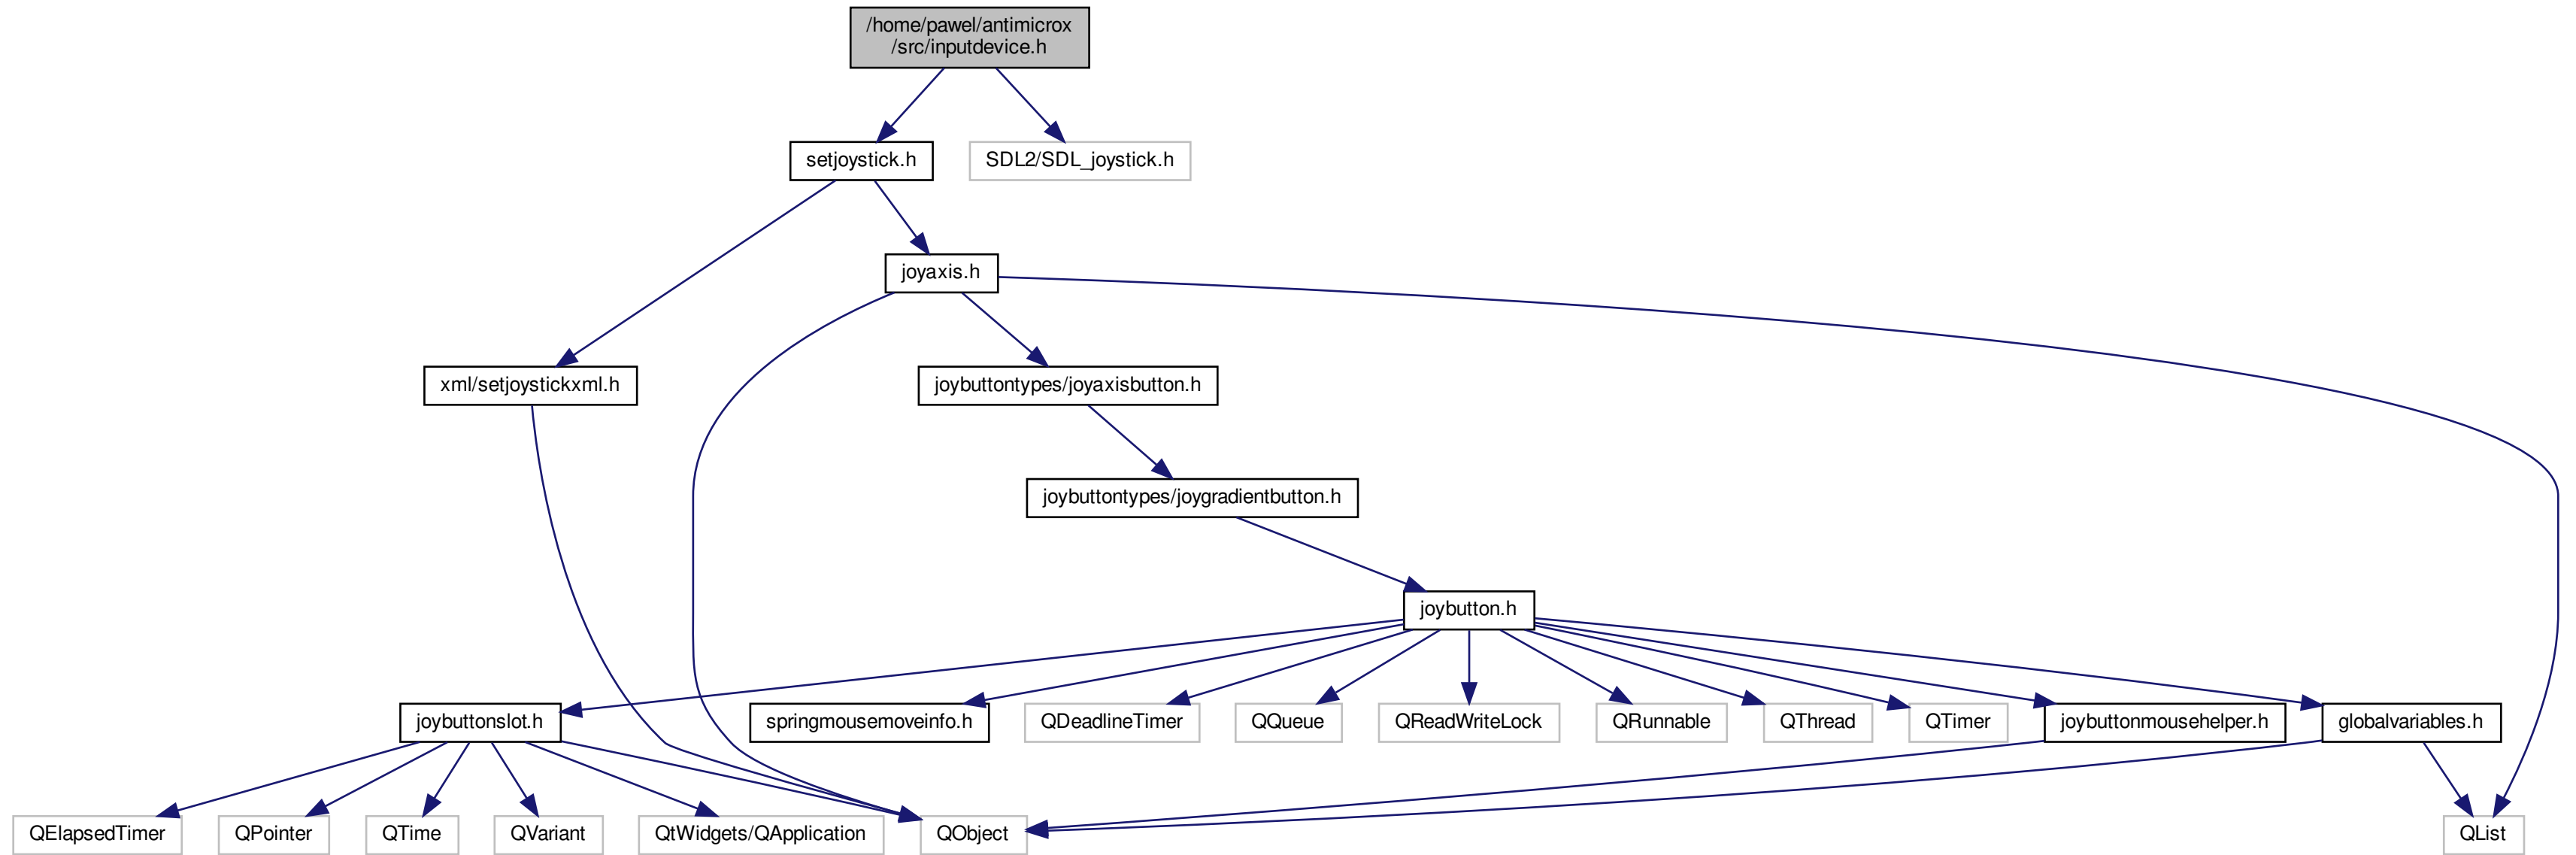 /home/pawel/antimicrox
/src/inputdevice.h
setjoystick.h
SDL2/SDL_joystick.h
joyaxis.h
xml/setjoystickxml.h
joybuttontypes/joyaxisbutton.h
joybuttontypes/joygradientbutton.h
joybutton.h
joybuttonslot.h
springmousemoveinfo.h
QDeadlineTimer
QQueue
QReadWriteLock
QRunnable
QThread
QTimer
joybuttonmousehelper.h
globalvariables.h
QElapsedTimer
QPointer
QTime
QVariant
QtWidgets/QApplication
QObject
QList